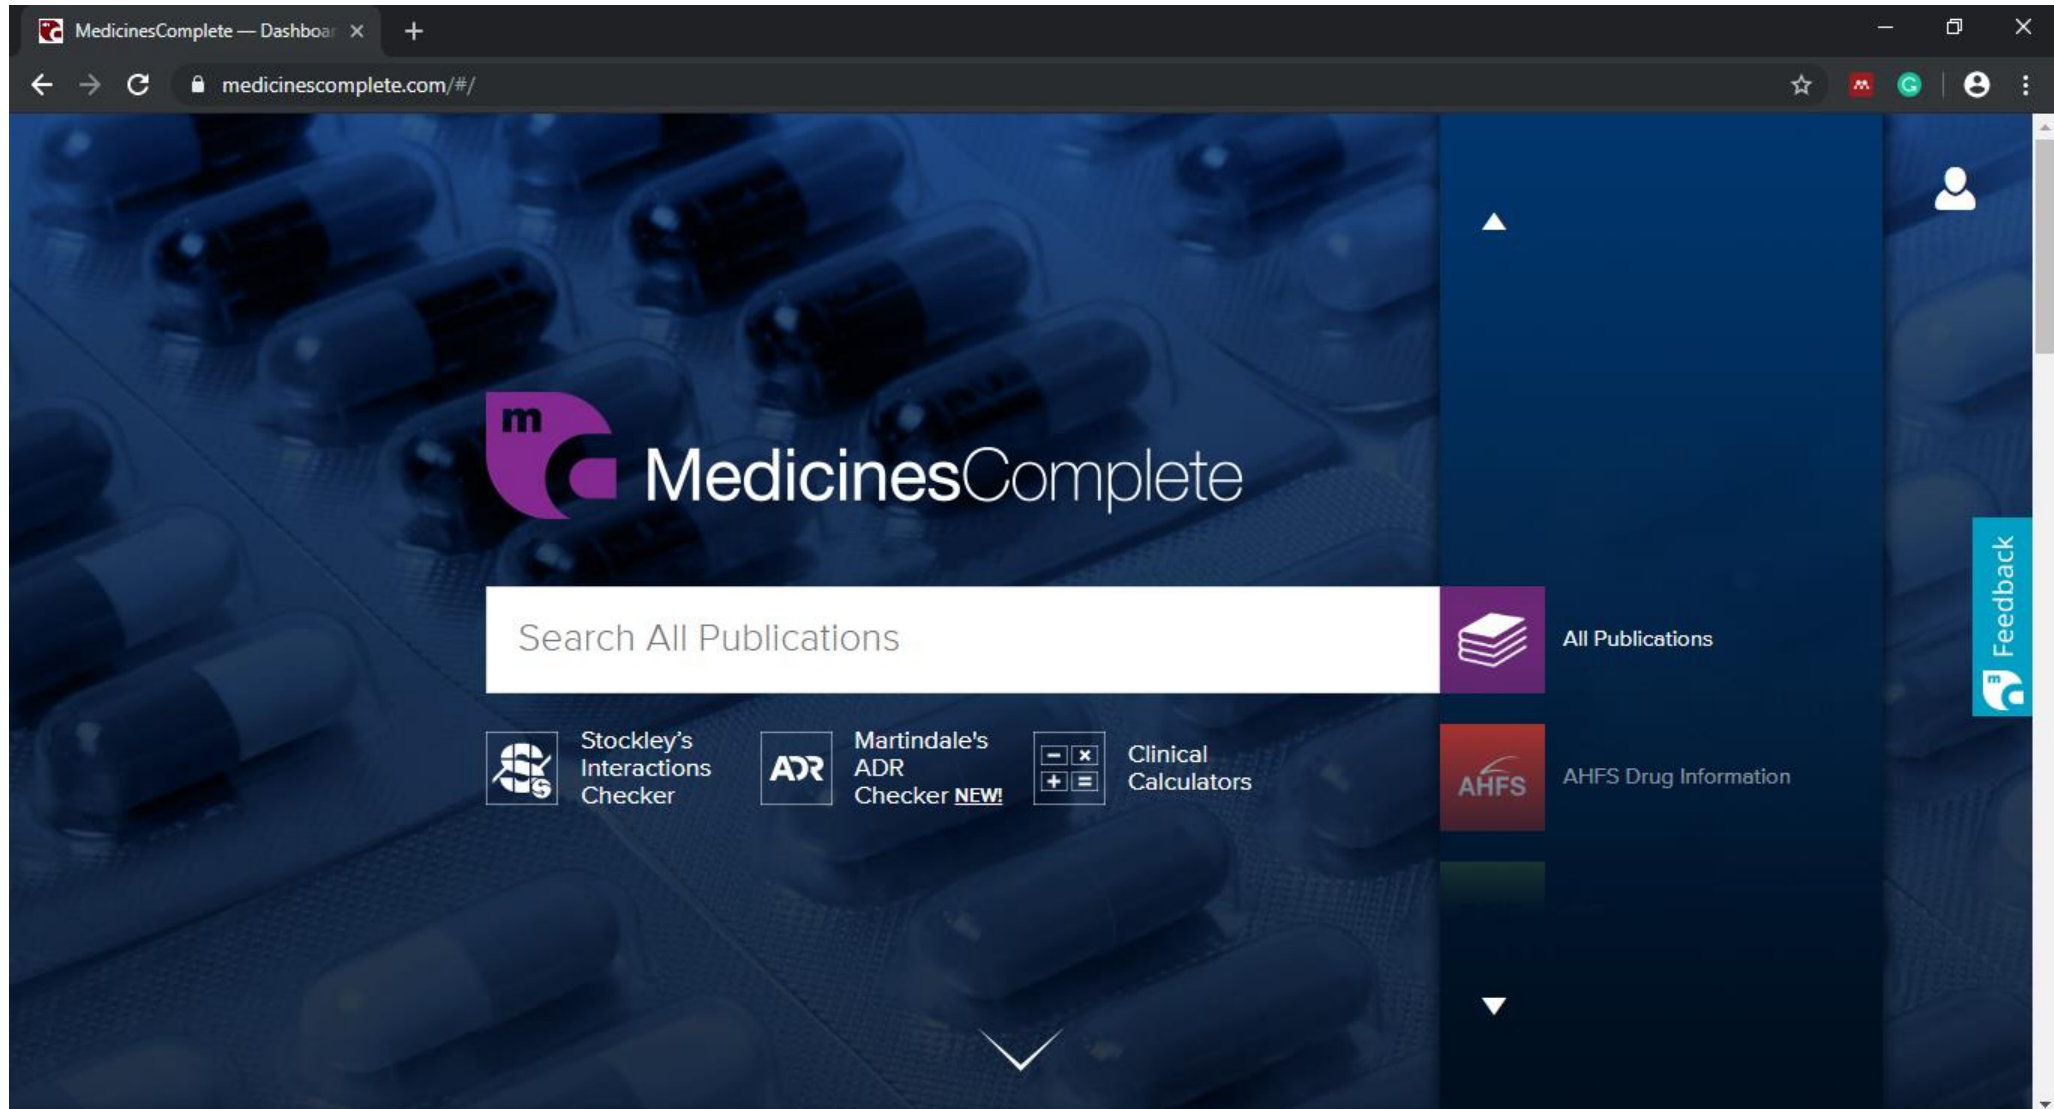 MedicinesComplete — Dashboar
medicinescomplete.com/#/
m
MedicinesComplete
Search All Publications
All Publications
Stockley's
Interactions
Checker
ADR
Martindale's
ADR
Checker NEW!
Clinical
Calculators
AHFS
AHFS Drug Information
Feedback
m